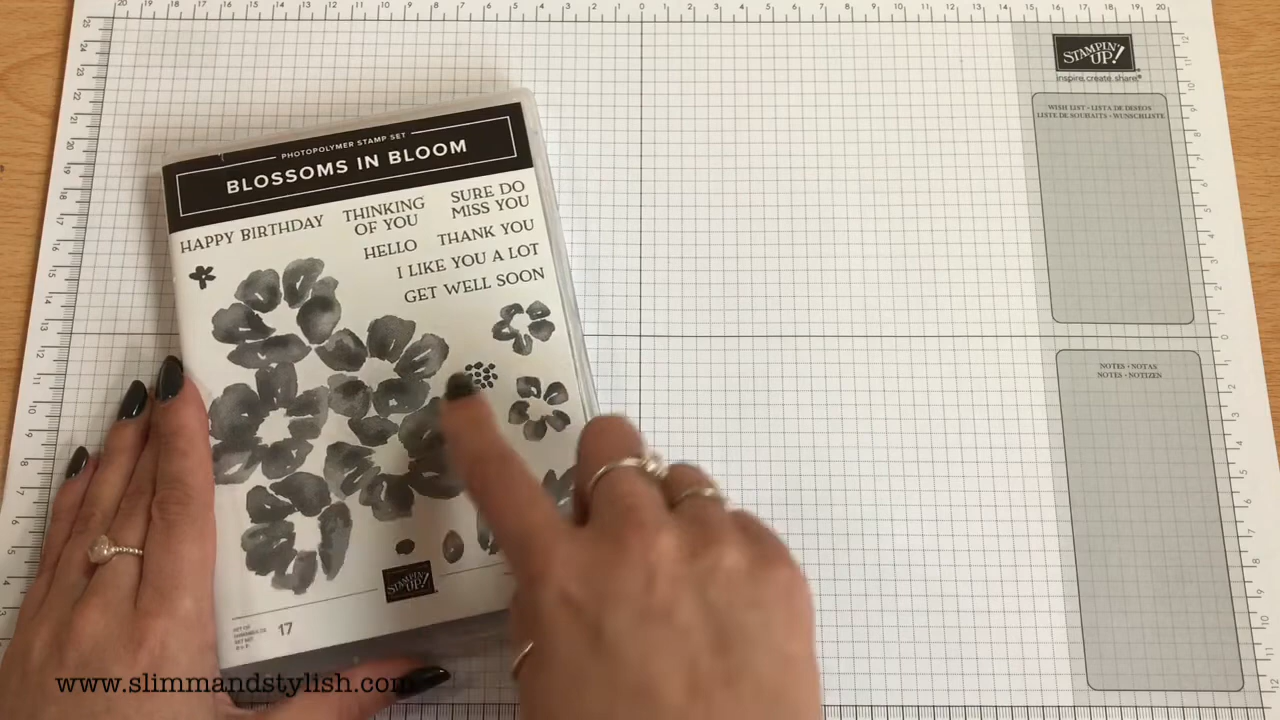 STAMPIN' UP!
inspire. create. share.
WISH LIST • LISTA DE DESEOS
LISTE DE SOUHAITS • WUNSCHLISTE
NOTES • NOTAS
NOTES • NOTIZEN
PHOTOPOLYMER STAMP SET
BLOSSOMS IN BLOOM
HAPPY BIRTHDAY
THINKING
OF YOU
SURE DO
MISS YOU
HELLO
THANK YOU
I LIKE YOU A LOT
GET WELL SOON
STAMPIN' UP!
17
www.slimmandstylish.com